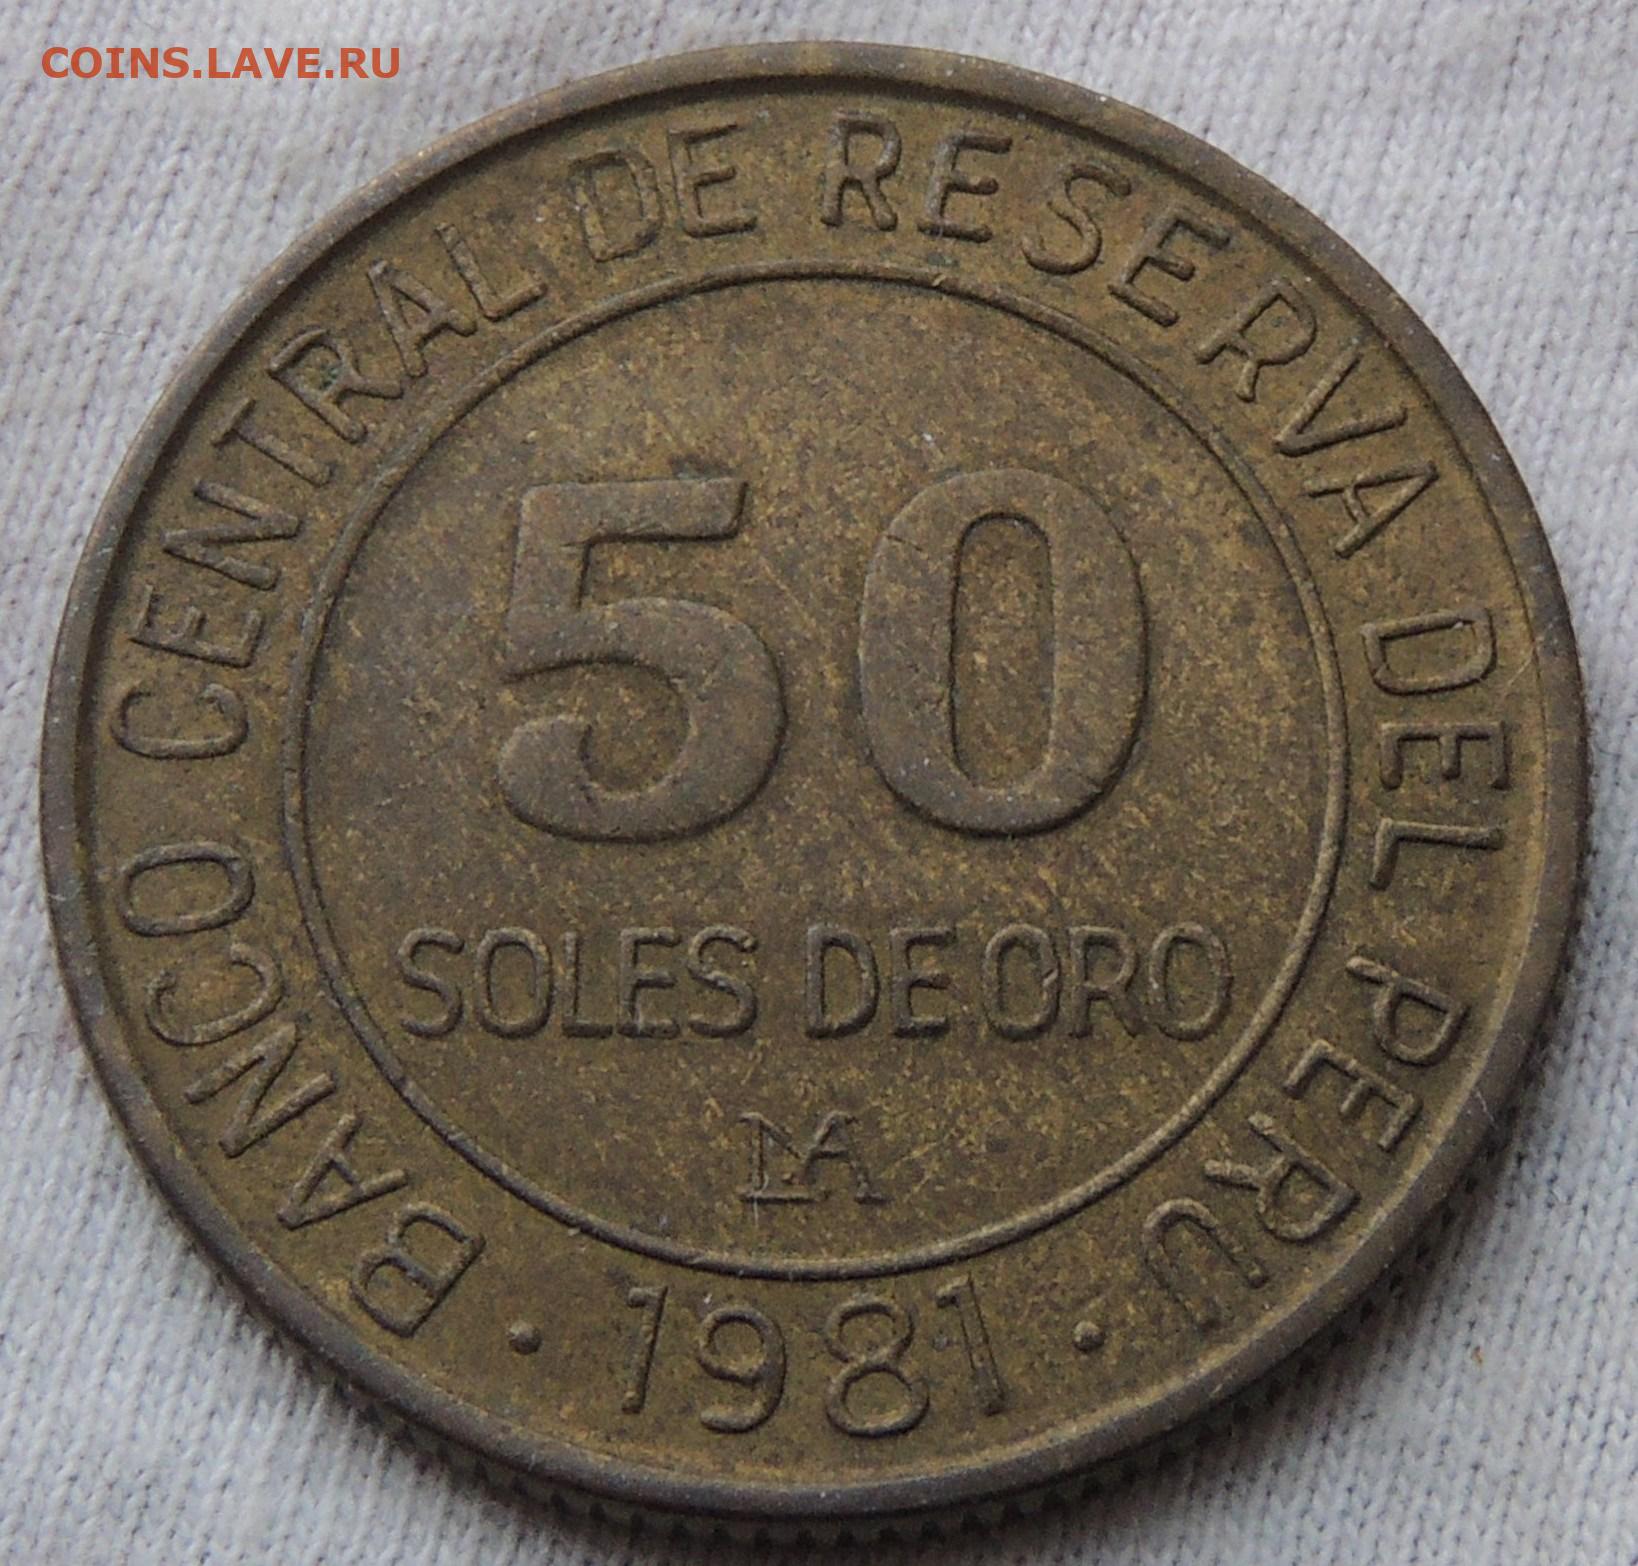 COINS.LAVE.RU
BANCO CENTRAL DE RESERVA DEL PERU
50
SOLES DE ORO
LMA
· 1981 ·